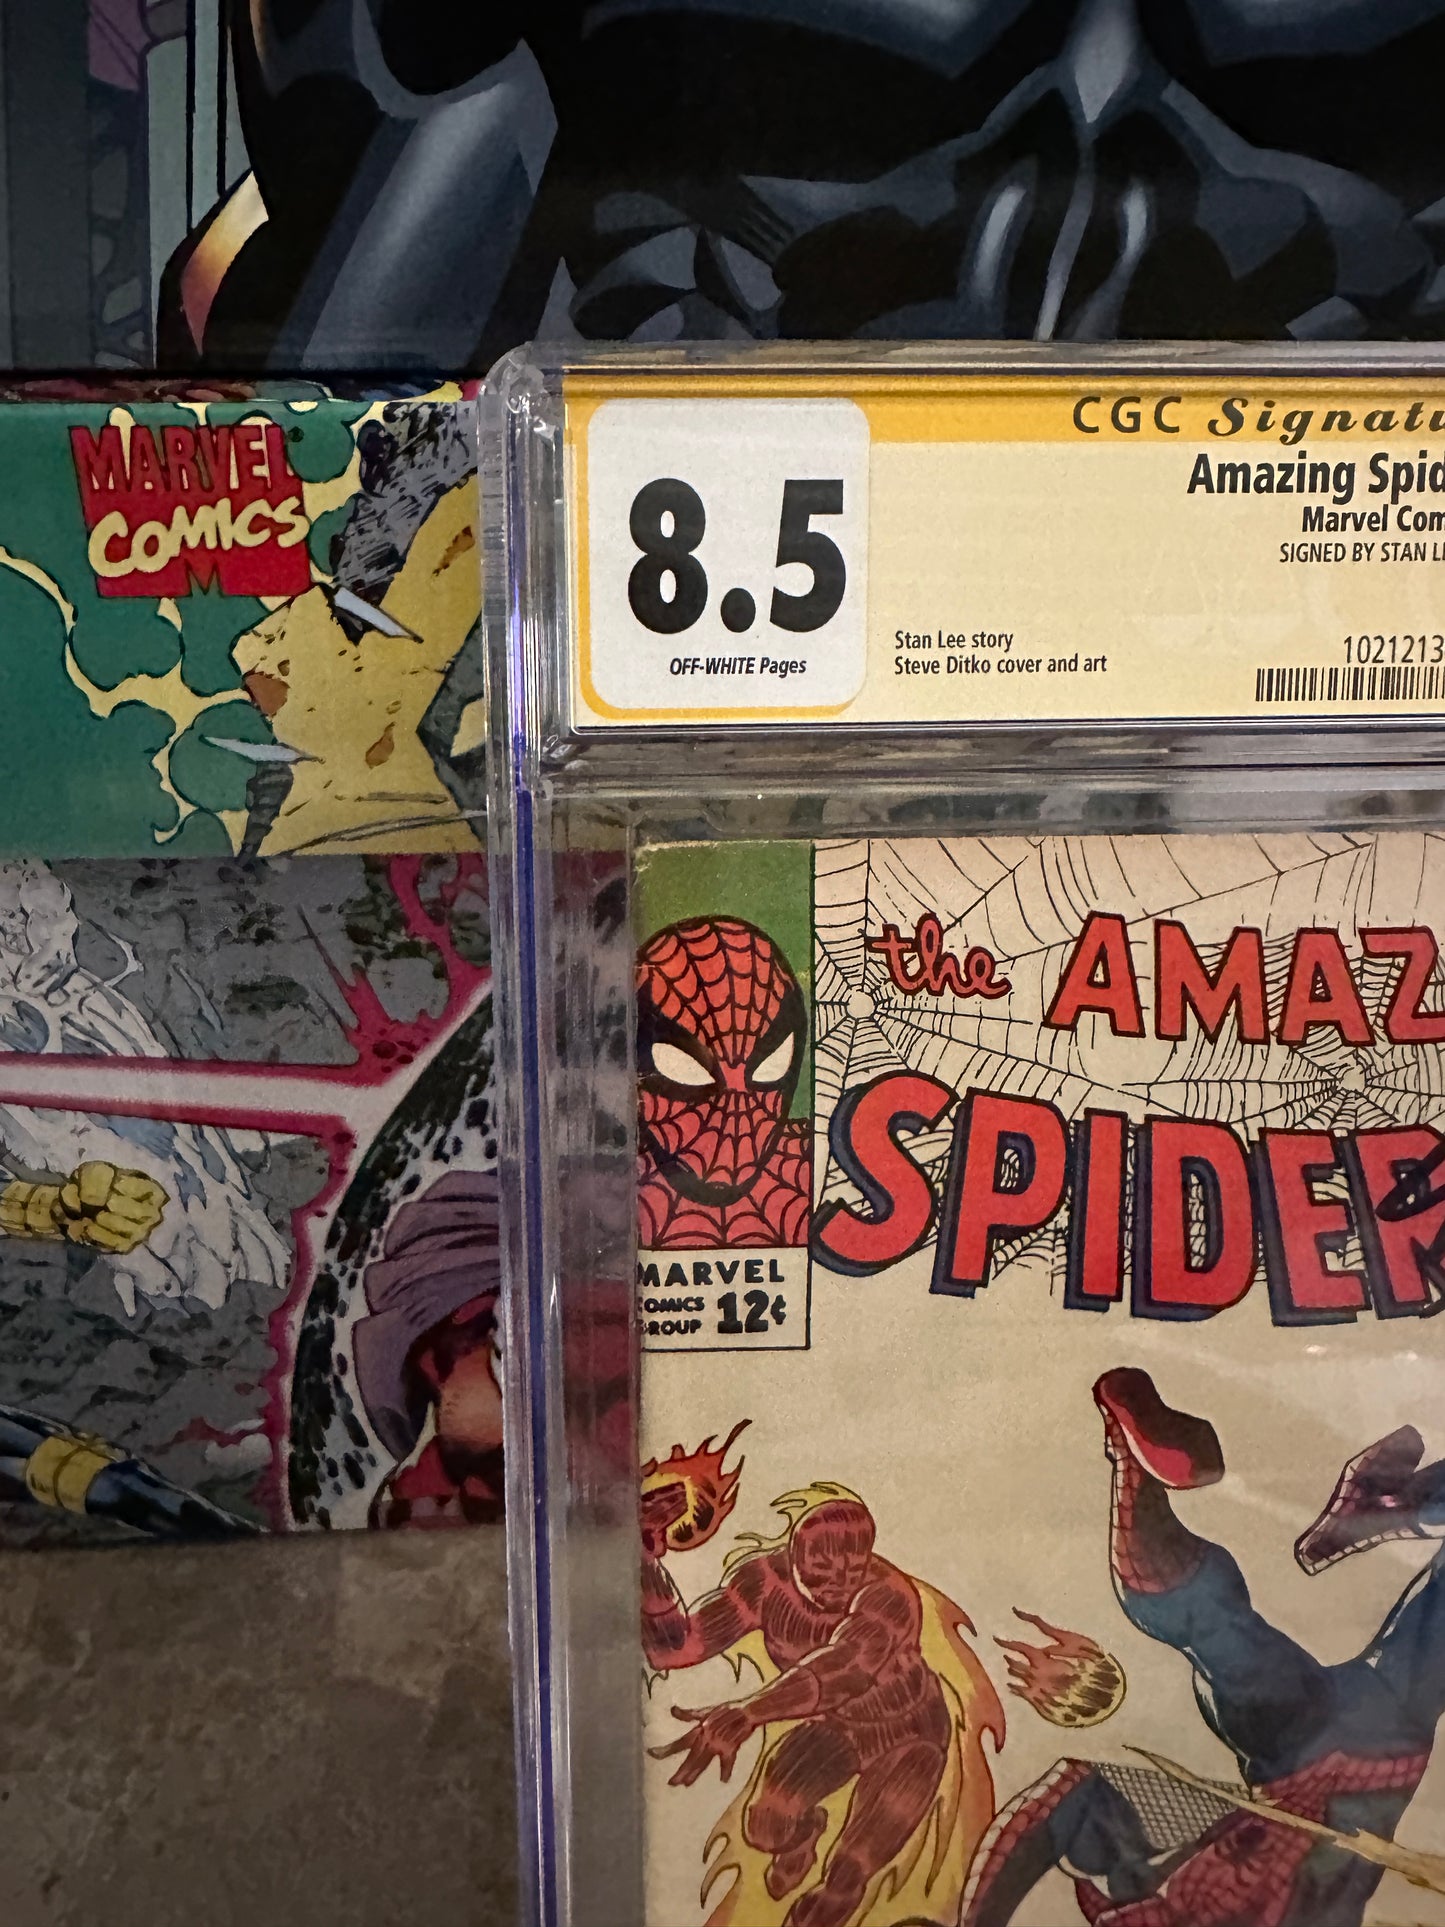 MARVEL®
COMICS
M
CGC Signatu
8.5
OFF-WHITE Pages
Amazing Spid
Marvel Com
SIGNED BY STAN LE
Stan Lee story
Steve Ditko cover and art
1021213
the AMAZ
SPIDER
MARVEL
COMICS
GROUP 12¢